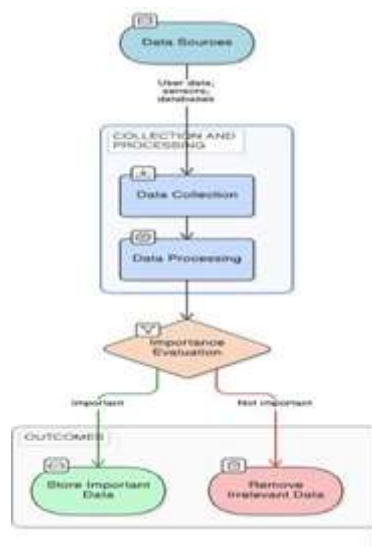 Data Sources
User data,
sensors,
databases
COLLECTION AND
PROCESSING
Data Collection
Data Processing
Importance
Evaluation
Important
Not important
OUTCOMES
Store Important
Data
Remove
Irrelevant Data